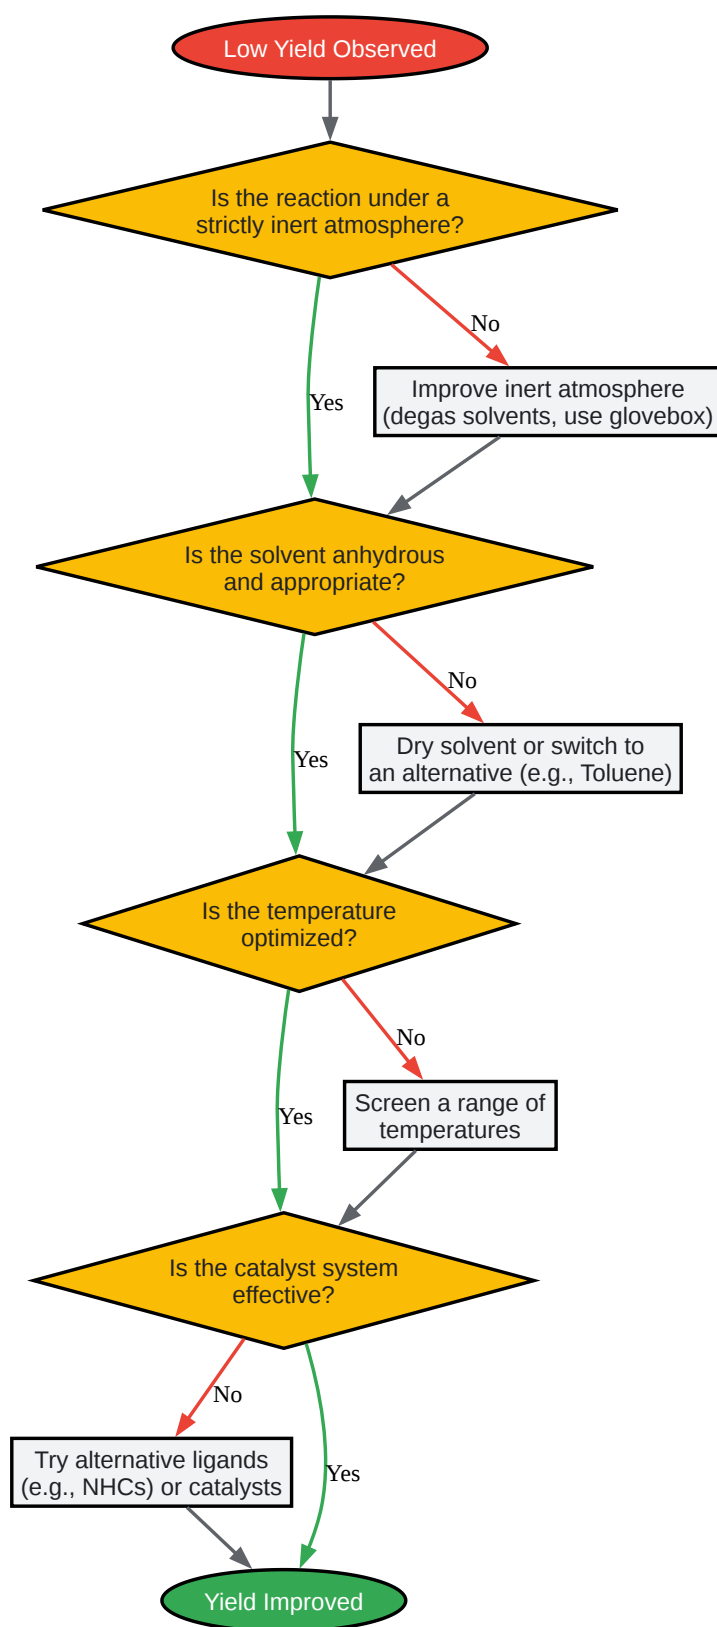 Low Yield Observed
Is the reaction under a
strictly inert atmosphere?
No
Improve inert atmosphere
(degas solvents, use glovebox)
Yes
Is the solvent anhydrous
and appropriate?
No
Dry solvent or switch to
an alternative (e.g., Toluene)
Yes
Is the temperature
optimized?
No
Screen a range of
temperatures
Yes
Is the catalyst system
effective?
No
Try alternative ligands
(e.g., NHCs) or catalysts
Yes
Yield Improved